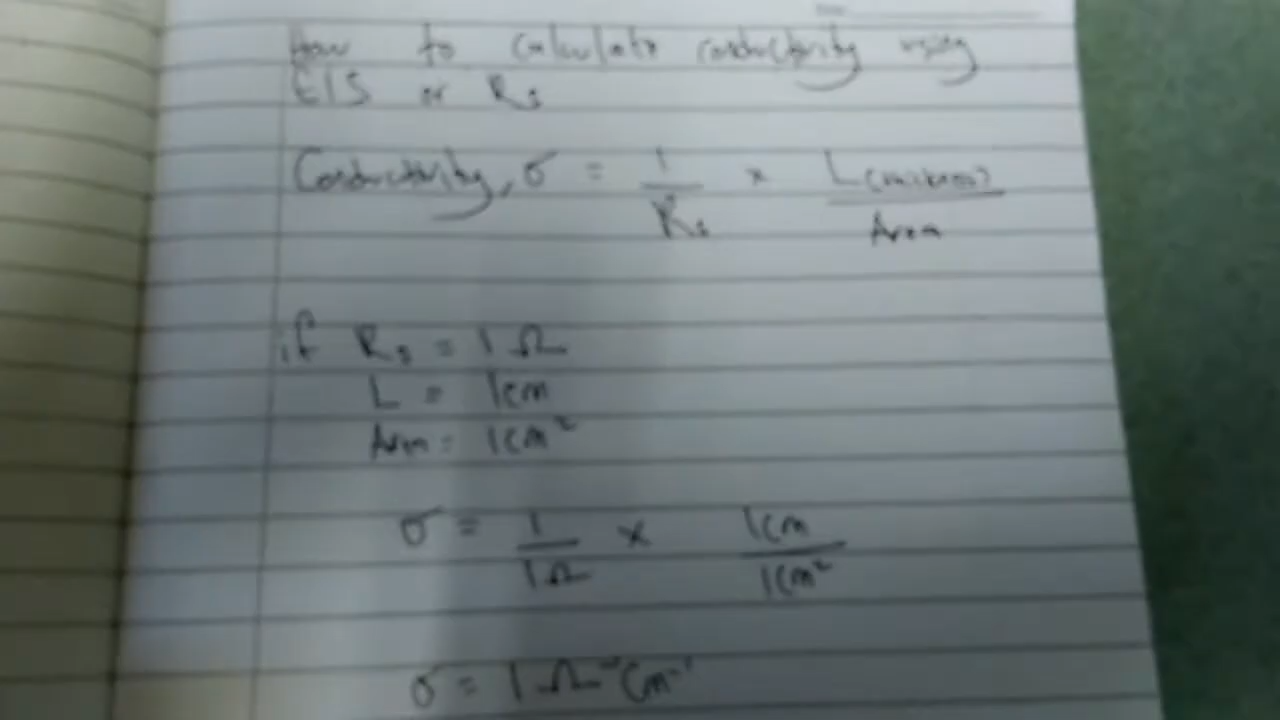 How to calculate conductivity using
EIS or Rs
Conductivity, σ = 1/Rs × L(microns)/Area
if Rs = 1 Ω
L = 1cm
Area = 1cm²
σ = 1/1Ω × 1cm/1cm²
σ = 1 Ω⁻¹cm⁻¹